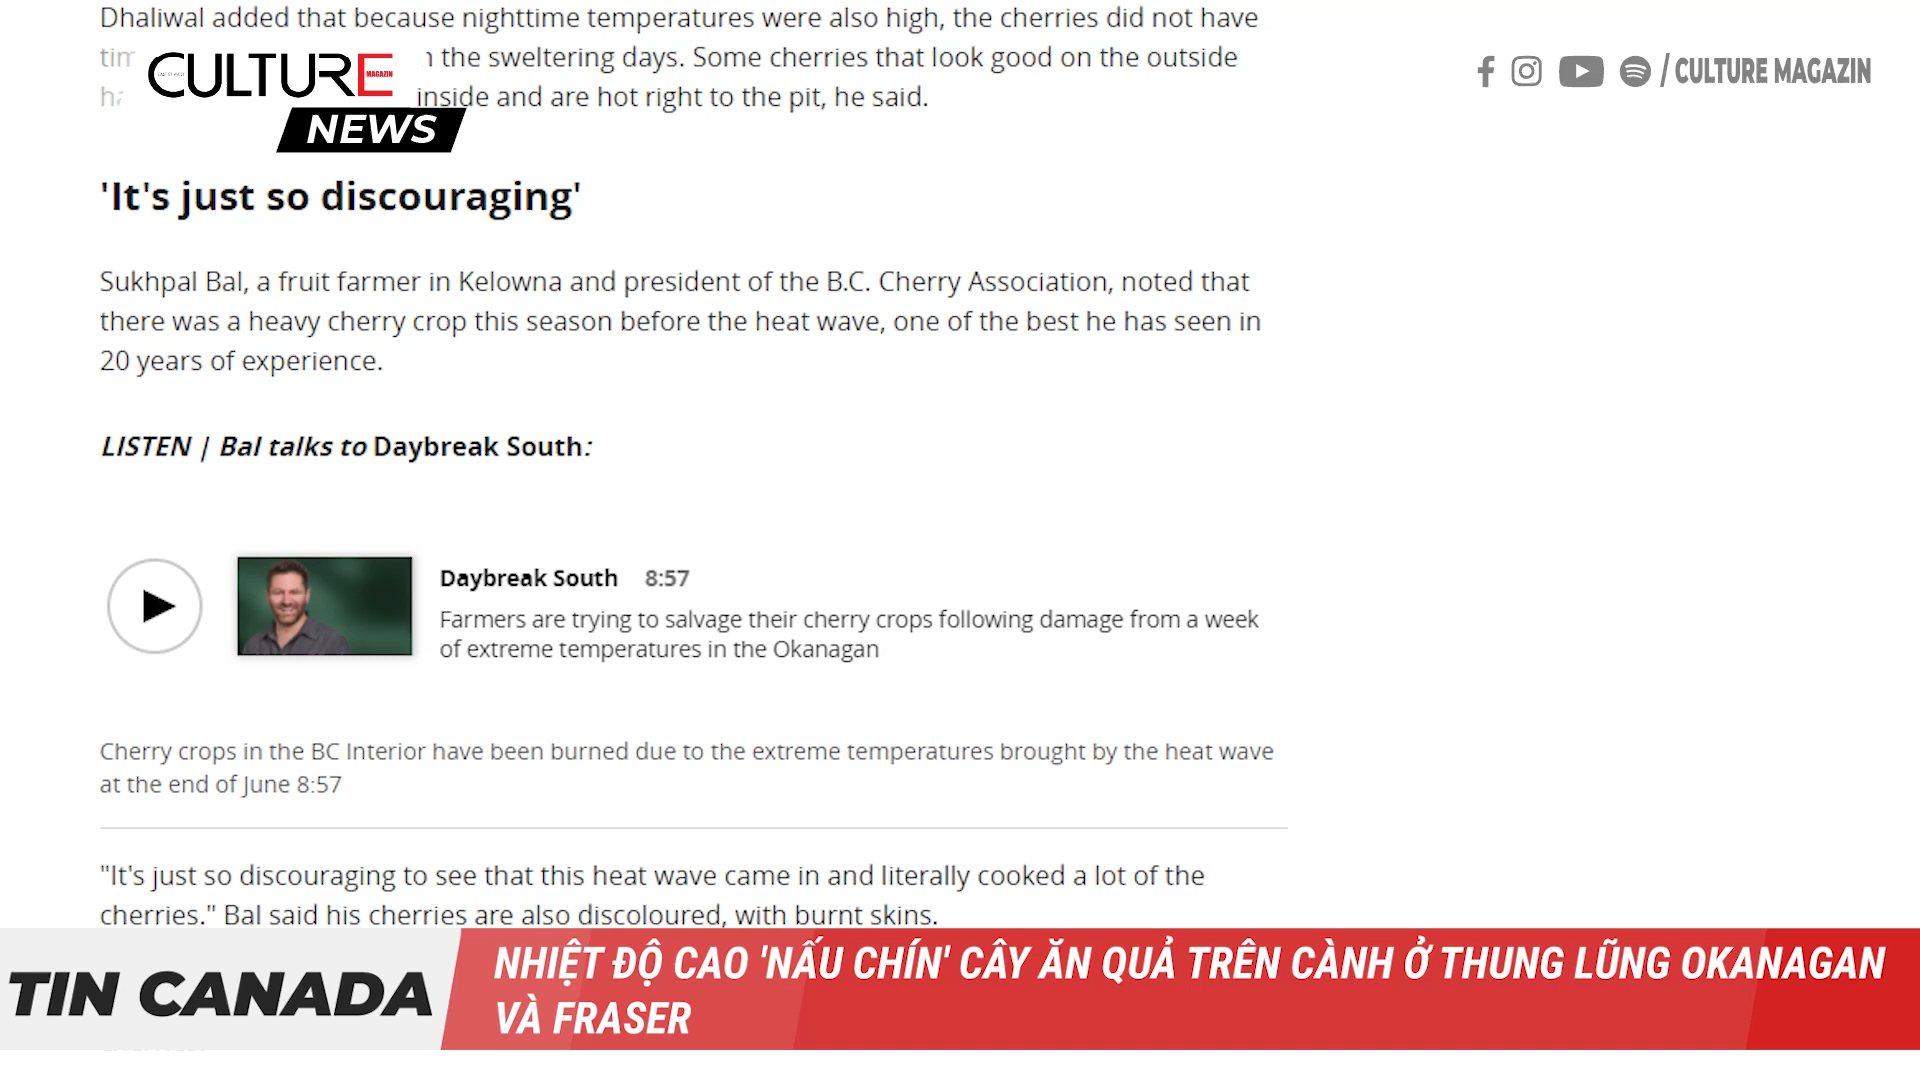 Dhaliwal added that because nighttime temperatures were also high, the cherries did not have
the sweltering days. Some cherries that look good on the outside
inside and are hot right to the pit, he said.
CULTURE
MAGAZIN
NEWS
/ CULTURE MAGAZIN
'It's just so discouraging'
Sukhpal Bal, a fruit farmer in Kelowna and president of the B.C. Cherry Association, noted that
there was a heavy cherry crop this season before the heat wave, one of the best he has seen in
20 years of experience.
LISTEN | Bal talks to Daybreak South:
Daybreak South 8:57
Farmers are trying to salvage their cherry crops following damage from a week
of extreme temperatures in the Okanagan
Cherry crops in the BC Interior have been burned due to the extreme temperatures brought by the heat wave
at the end of June 8:57
"It's just so discouraging to see that this heat wave came in and literally cooked a lot of the
cherries." Bal said his cherries are also discoloured, with burnt skins.
TIN CANADA
NHIỆT ĐỘ CAO 'NẤU CHÍN' CÂY ĂN QUẢ TRÊN CÀNH Ở THUNG LŨNG OKANAGAN
VÀ FRASER